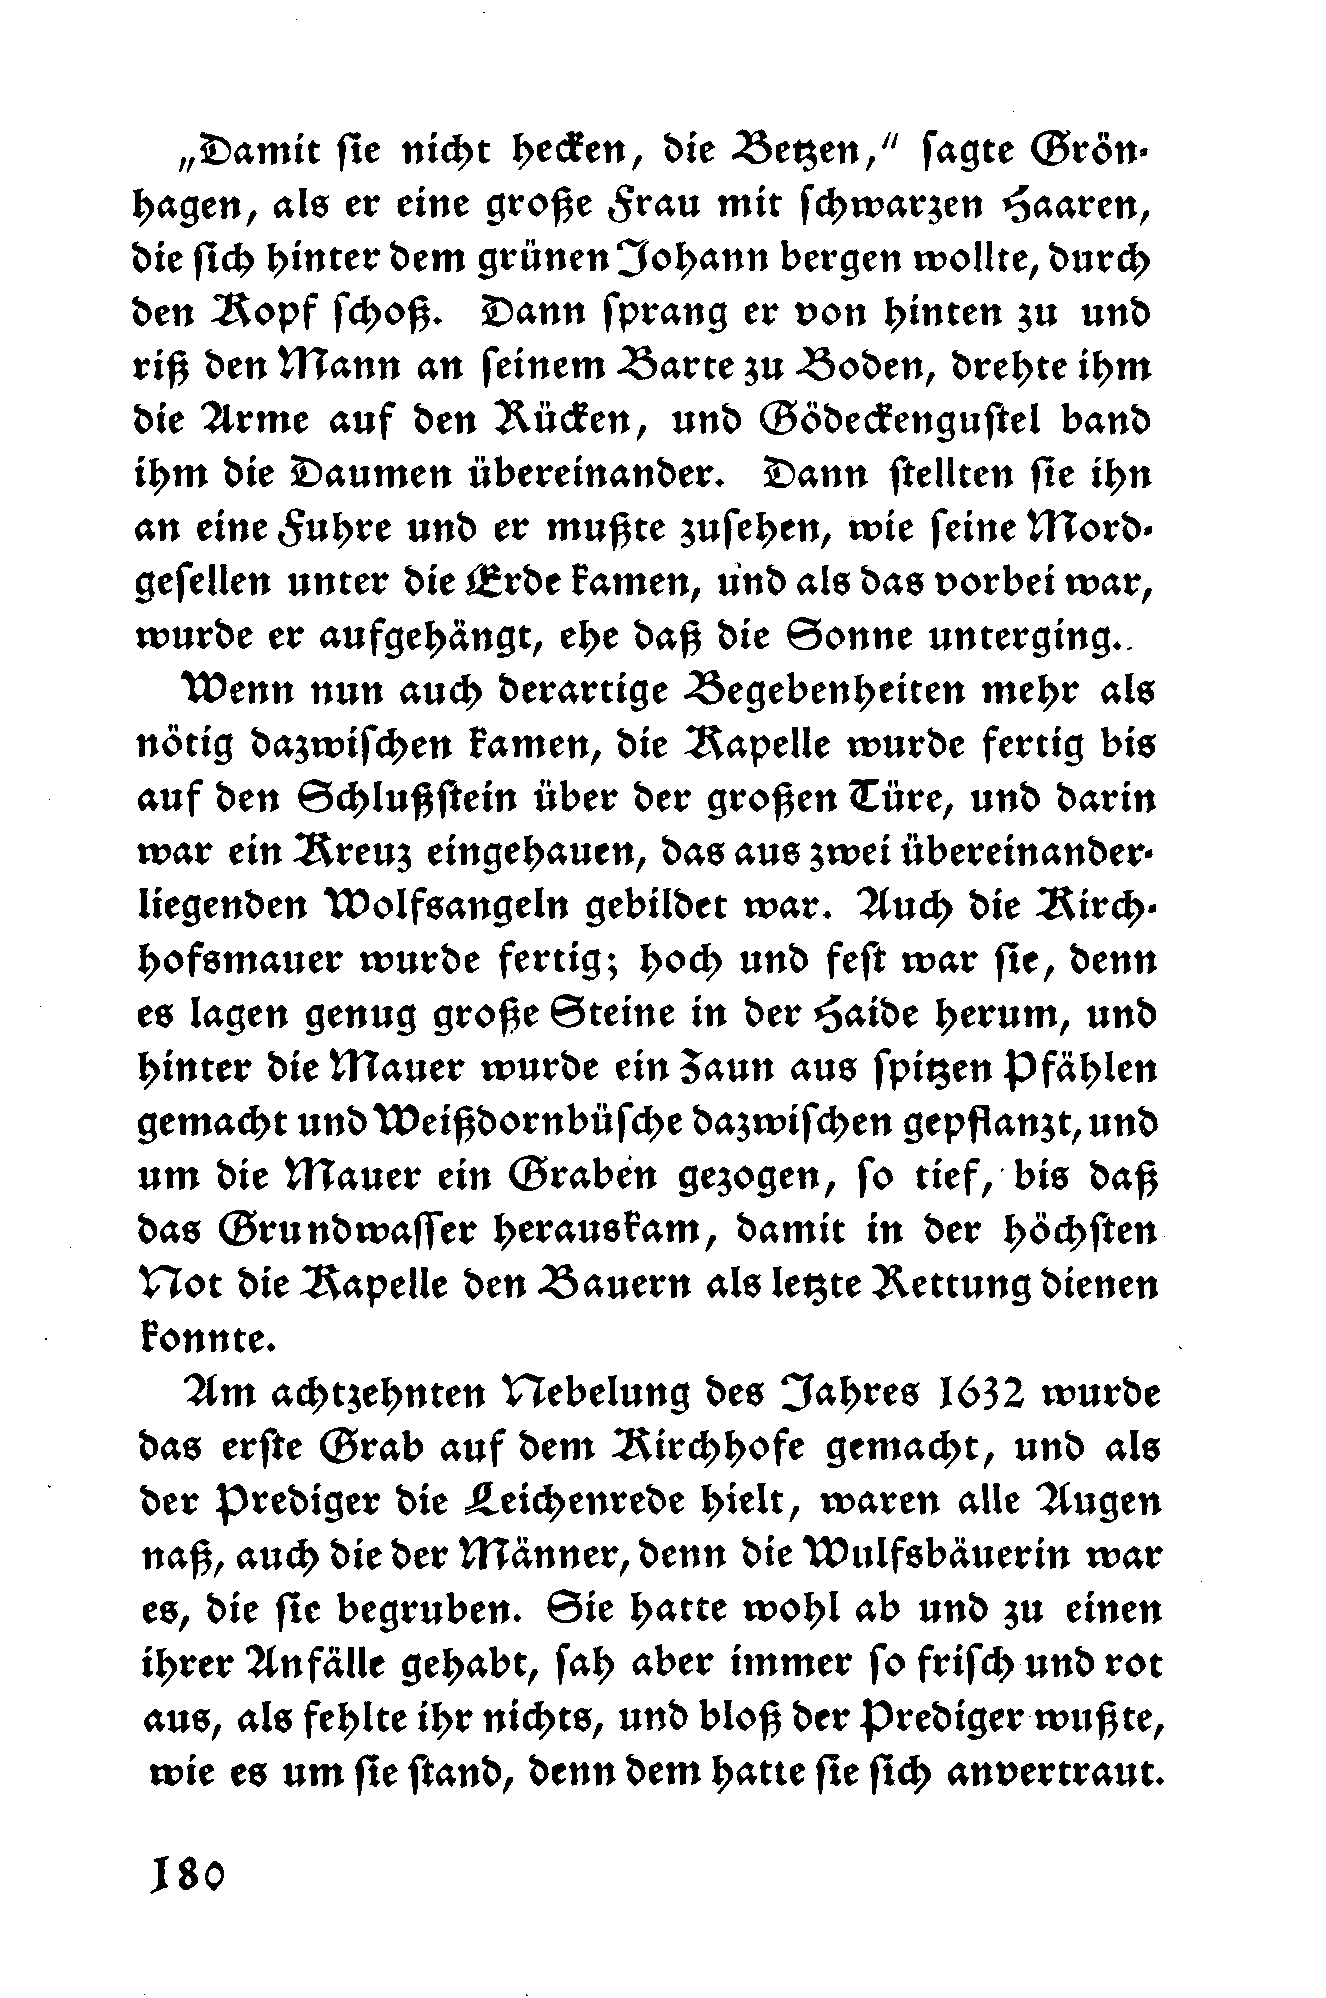 „Damit sie nicht hecken, die Betzen,“ sagte Grön-
hagen, als er eine große Frau mit schwarzen Haaren,
die sich hinter dem grünen Johann bergen wollte, durch
den Kopf schoß. Dann sprang er von hinten zu und
riß den Mann an seinem Barte zu Boden, drehte ihm
die Arme auf den Rücken, und Gödeckengustel band
ihm die Daumen übereinander. Dann stellten sie ihn
an eine Fuhre und er mußte zusehen, wie seine Mord-
gesellen unter die Erde kamen, und als das vorbei war,
wurde er aufgehängt, ehe daß die Sonne unterging.
Wenn nun auch derartige Begebenheiten mehr als
nötig dazwischen kamen, die Kapelle wurde fertig bis
auf den Schlußstein über der großen Türe, und darin
war ein Kreuz eingehauen, das aus zwei übereinander-
liegenden Wolfsangeln gebildet war. Auch die Kirch-
hofsmauer wurde fertig; hoch und fest war sie, denn
es lagen genug große Steine in der Haide herum, und
hinter die Mauer wurde ein Zaun aus spitzen Pfählen
gemacht und Weißdornbüsche dazwischen gepflanzt, und
um die Mauer ein Graben gezogen, so tief, bis daß
das Grundwasser herauskam, damit in der höchsten
Not die Kapelle den Bauern als letzte Rettung dienen
konnte.
Am achtzehnten Nebelung des Jahres 1632 wurde
das erste Grab auf dem Kirchhofe gemacht, und als
der Prediger die Leichenrede hielt, waren alle Augen
naß, auch die der Männer, denn die Wulfsbäuerin war
es, die sie begruben. Sie hatte wohl ab und zu einen
ihrer Anfälle gehabt, sah aber immer so frisch und rot
aus, als fehlte ihr nichts, und bloß der Prediger wußte,
wie es um sie stand, denn dem hatte sie sich anvertraut.
180